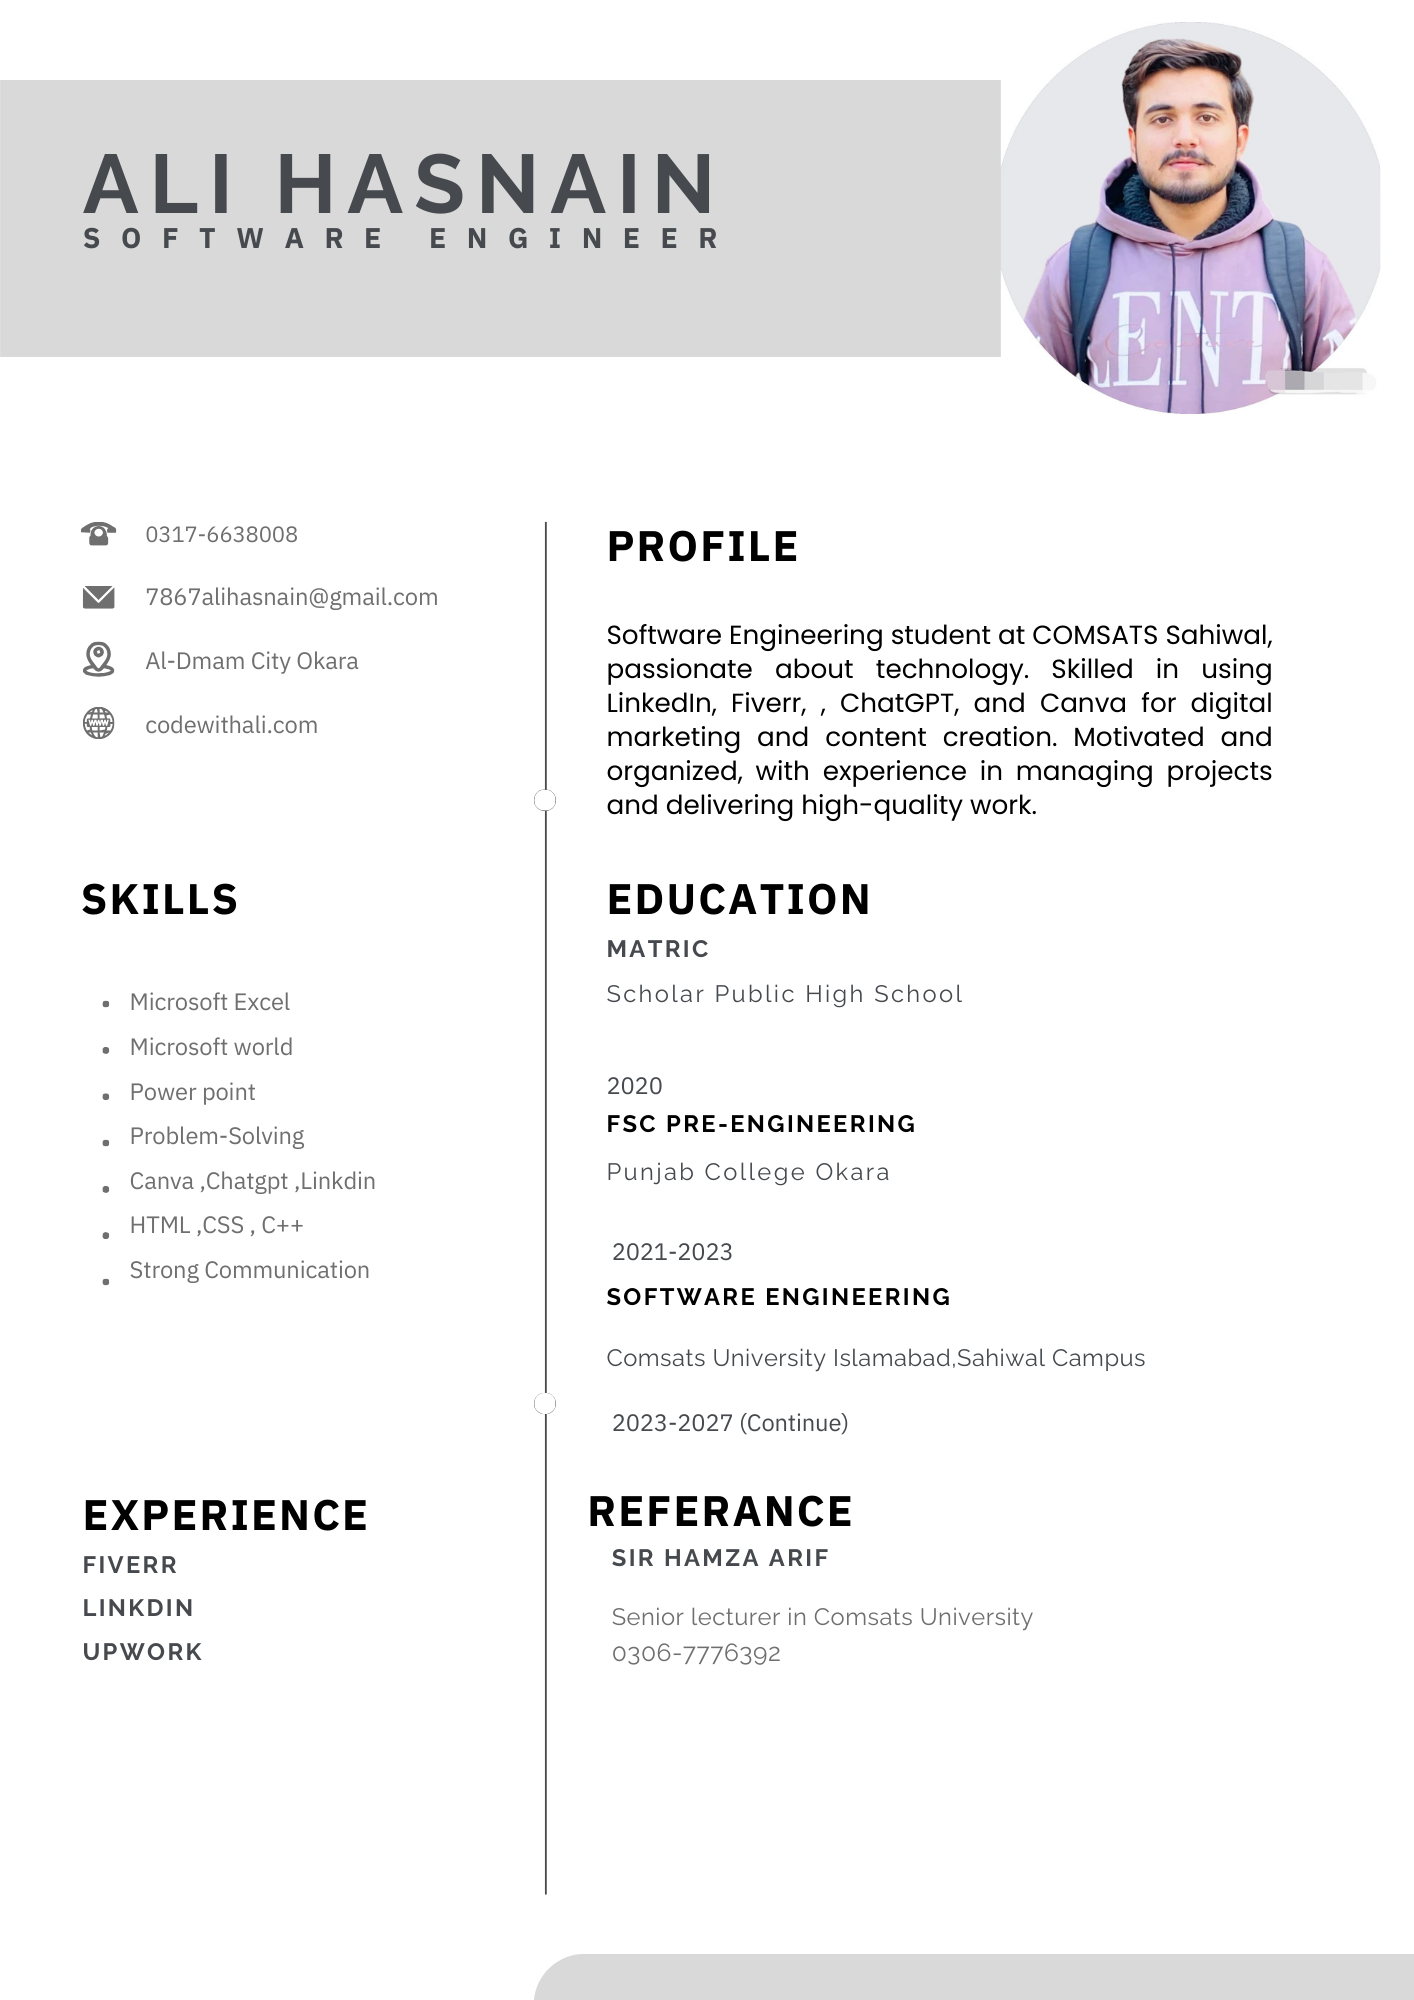 ALI HASNAIN
SOFTWARE ENGINEER
ENT
0317-6638008
7867alihasnain@gmail.com
Al-Dmam City Okara
codewithali.com
SKILLS
Microsoft Excel
Microsoft world
Power point
Problem-Solving
Canva ,Chatgpt ,Linkdin
HTML ,CSS , C++
Strong Communication
EXPERIENCE
FIVERR
LINKDIN
UPWORK
PROFILE
Software Engineering student at COMSATS Sahiwal,
passionate about technology. Skilled in using
LinkedIn, Fiverr, , ChatGPT, and Canva for digital
marketing and content creation. Motivated and
organized, with experience in managing projects
and delivering high-quality work.
EDUCATION
MATRIC
Scholar Public High School
2020
FSC PRE-ENGINEERING
Punjab College Okara
2021-2023
SOFTWARE ENGINEERING
Comsats University Islamabad,Sahiwal Campus
2023-2027 (Continue)
REFERANCE
SIR HAMZA ARIF
Senior lecturer in Comsats University
0306-7776392